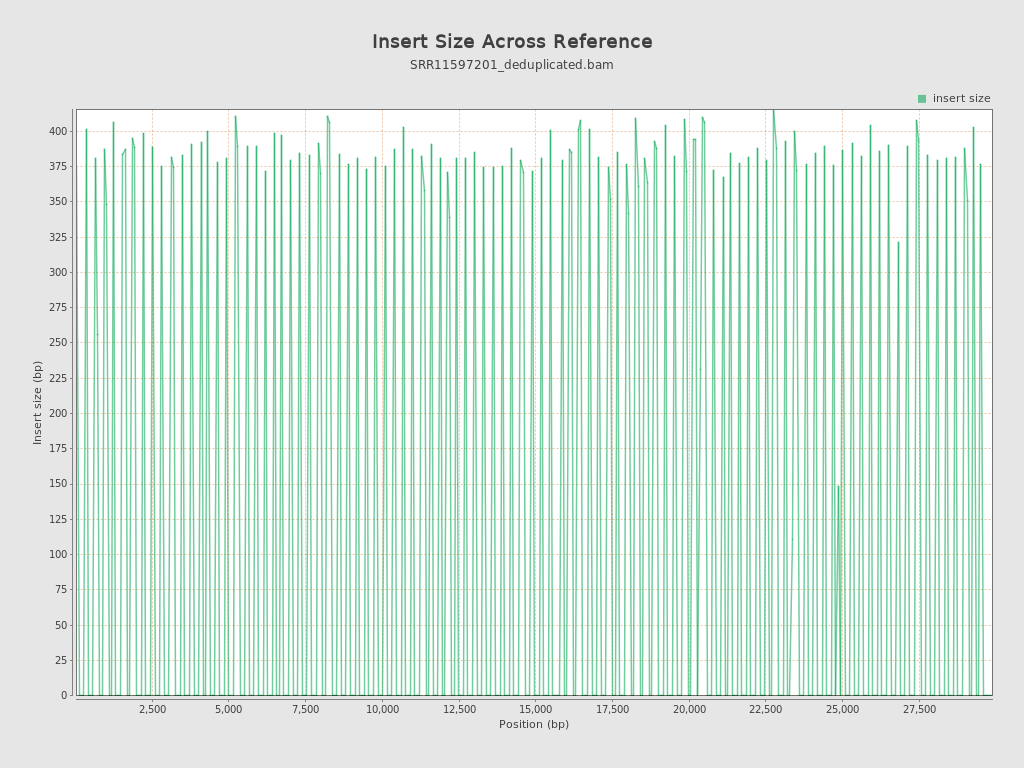 Insert Size Across Reference
SRR11597201_deduplicated.bam
insert size
400
375
350
325
300
275
250
225
200
175
150
125
100
75
50
25
0
Insert size (bp)
2,500 5,000 7,500 10,000 12,500 15,000 17,500 20,000 22,500 25,000 27,500
Position (bp)